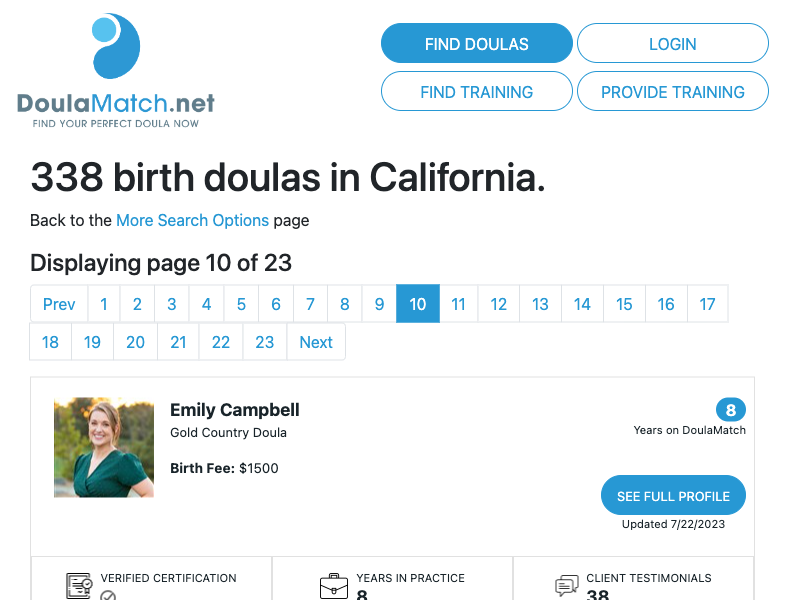 FIND DOULAS
LOGIN
FIND TRAINING
PROVIDE TRAINING
DoulaMatch.net
FIND YOUR PERFECT DOULA NOW
338 birth doulas in California.
Back to the More Search Options page
Displaying page 10 of 23
Prev 1 2 3 4 5 6 7 8 9 10 11 12 13 14 15 16 17
18 19 20 21 22 23 Next
Emily Campbell
Gold Country Doula
Birth Fee: $1500
8
Years on DoulaMatch
SEE FULL PROFILE
Updated 7/22/2023
VERIFIED CERTIFICATION
YEARS IN PRACTICE
8
CLIENT TESTIMONIALS
38